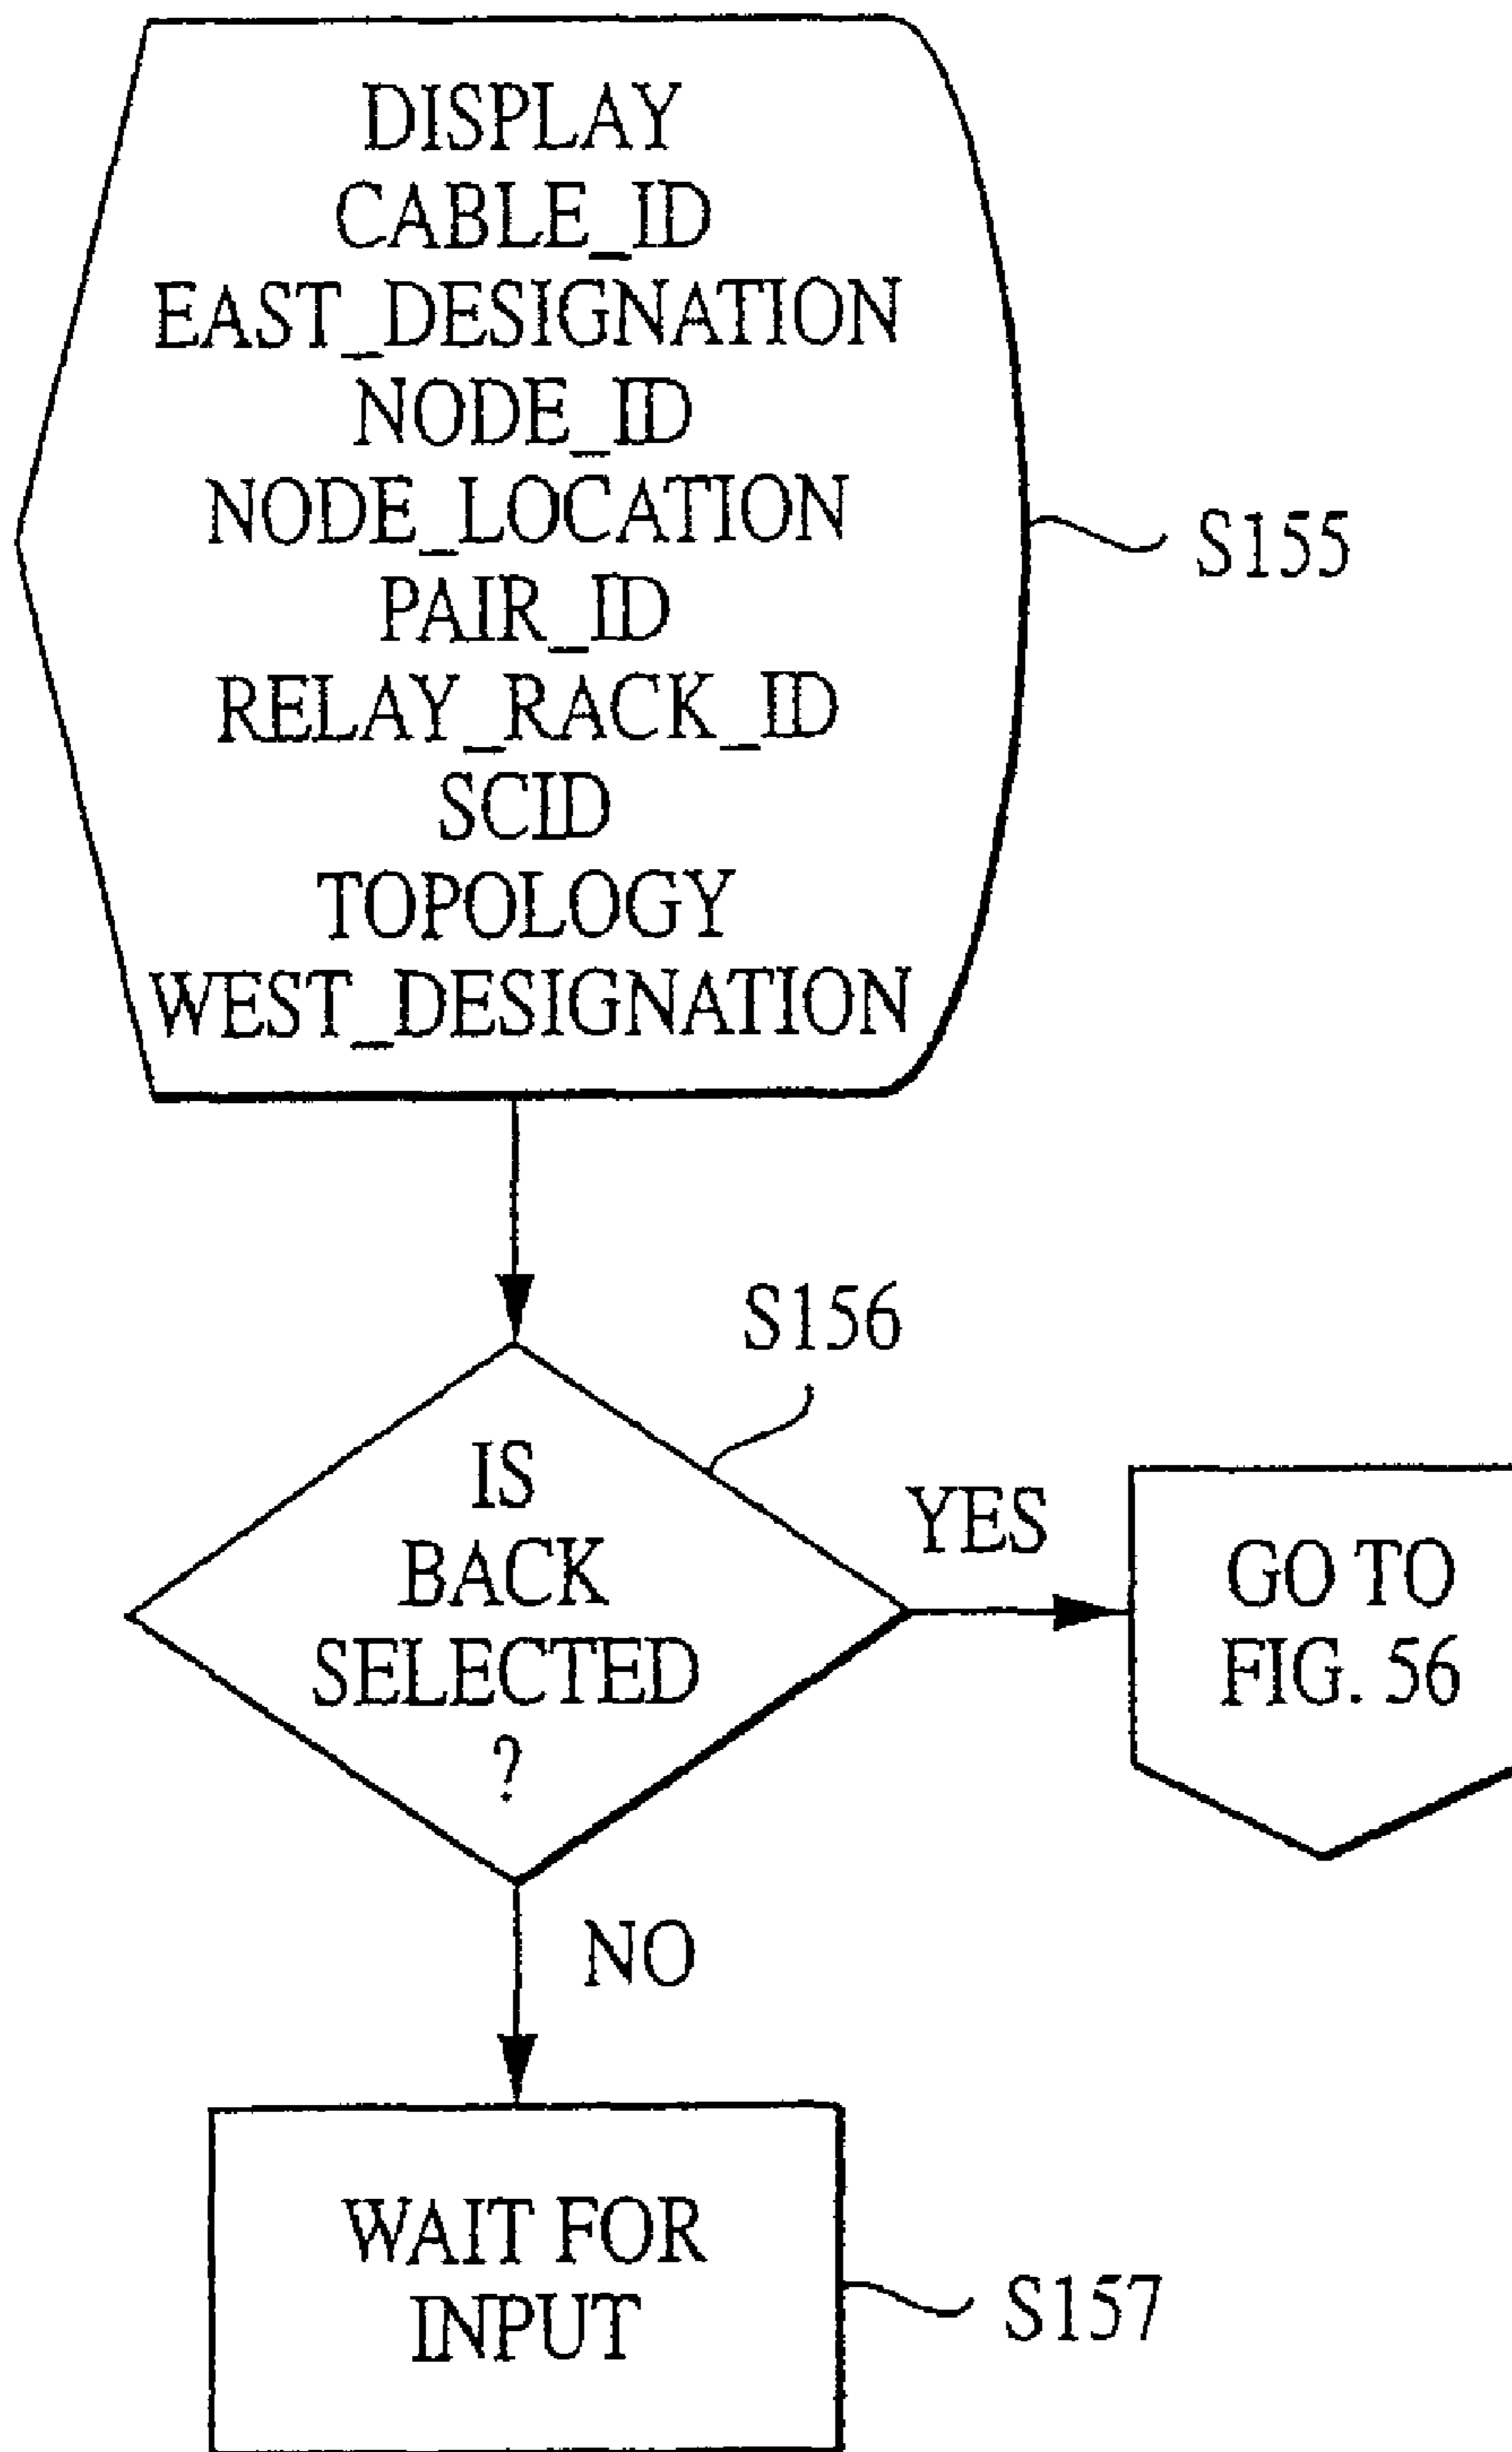 DISPLAY
CABLE_ID
EAST_DESIGNATION
NODE_ID
NODE_LOCATION
PAIR_ID
RELAY_RACK_ID
SCID
TOPOLOGY
WEST_DESIGNATION
S155
S156
IS
BACK
SELECTED
?
YES
GO TO
FIG. 56
NO
WAIT FOR
INPUT
S157